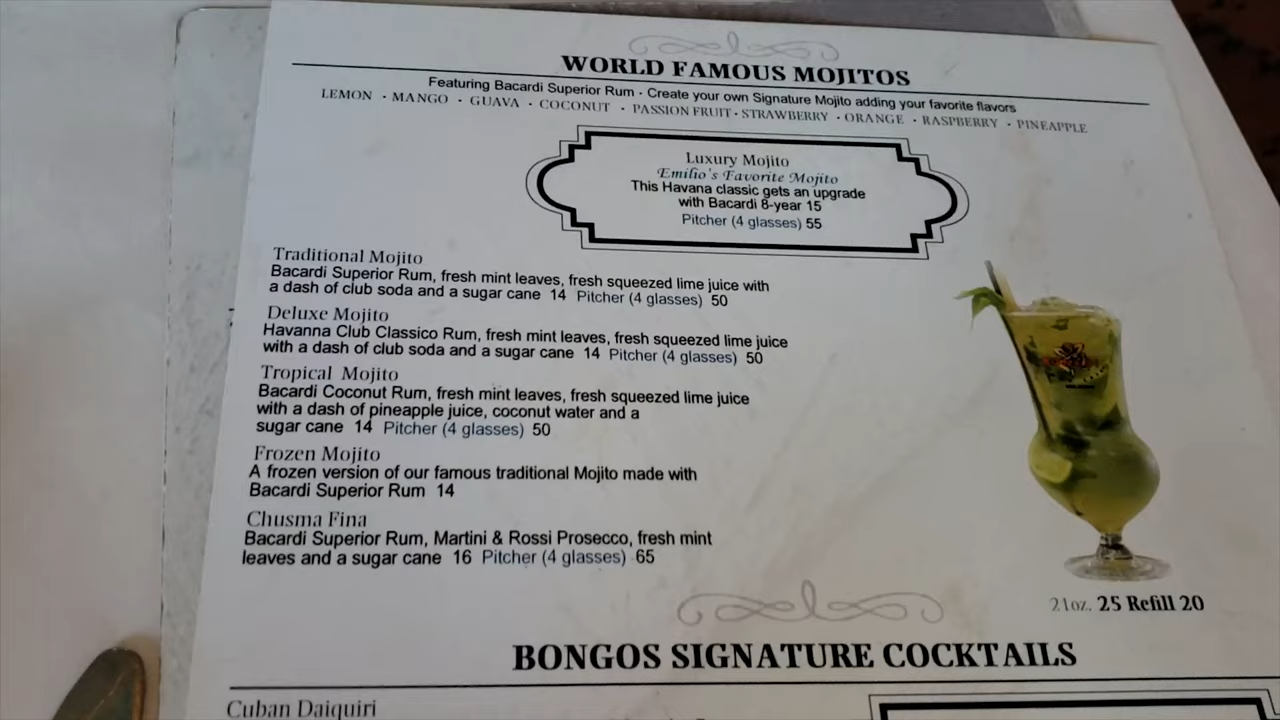 WORLD FAMOUS MOJITOS
Featuring Bacardi Superior Rum · Create your own Signature Mojito adding your favorite flavors
LEMON · MANGO · GUAVA · COCONUT · PASSION FRUIT · STRAWBERRY · ORANGE · RASPBERRY · PINEAPPLE
Luxury Mojito
Emilio's Favorite Mojito
This Havana classic gets an upgrade
with Bacardi 8-year 15
Pitcher (4 glasses) 55
Traditional Mojito
Bacardi Superior Rum, fresh mint leaves, fresh squeezed lime juice with
a dash of club soda and a sugar cane 14 Pitcher (4 glasses) 50
Deluxe Mojito
Havanna Club Classico Rum, fresh mint leaves, fresh squeezed lime juice
with a dash of club soda and a sugar cane 14 Pitcher (4 glasses) 50
Tropical Mojito
Bacardi Coconut Rum, fresh mint leaves, fresh squeezed lime juice
with a dash of pineapple juice, coconut water and a
sugar cane 14 Pitcher (4 glasses) 50
Frozen Mojito
A frozen version of our famous traditional Mojito made with
Bacardi Superior Rum 14
Chusma Fina
Bacardi Superior Rum, Martini & Rossi Prosecco, fresh mint
leaves and a sugar cane 16 Pitcher (4 glasses) 65
21oz. 25 Refill 20
BONGOS SIGNATURE COCKTAILS
Cuban Daiquiri